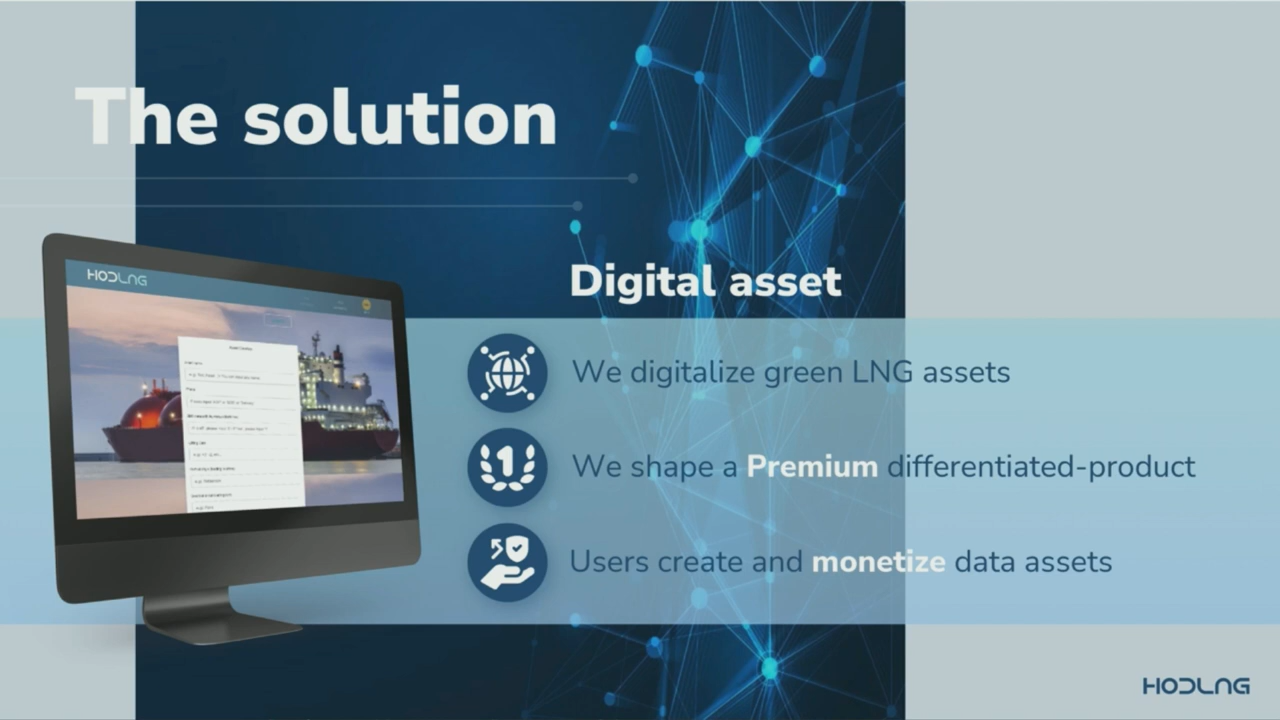 The solution
HODLNG
Digital asset
We digitalize green LNG assets
We shape a Premium differentiated-product
Users create and monetize data assets
HODLNG